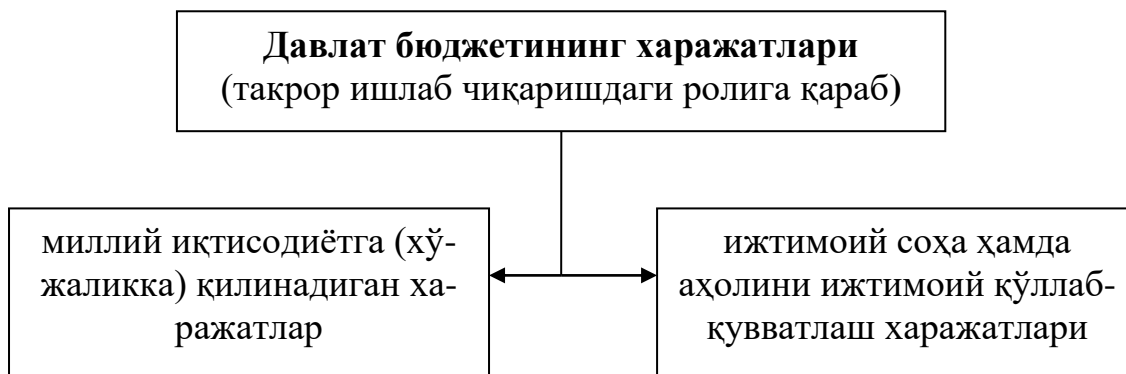 Давлат бюджетининг харажатлари
(такрор ишлаб чиқаришдаги ролига қараб)
миллий иқтисодиётга (хў-
жаликка) қилинадиган ха-
ражатлар
ижтимоий соҳа ҳамда
аҳолини ижтимоий қўллаб-
қувватлаш харажатлари